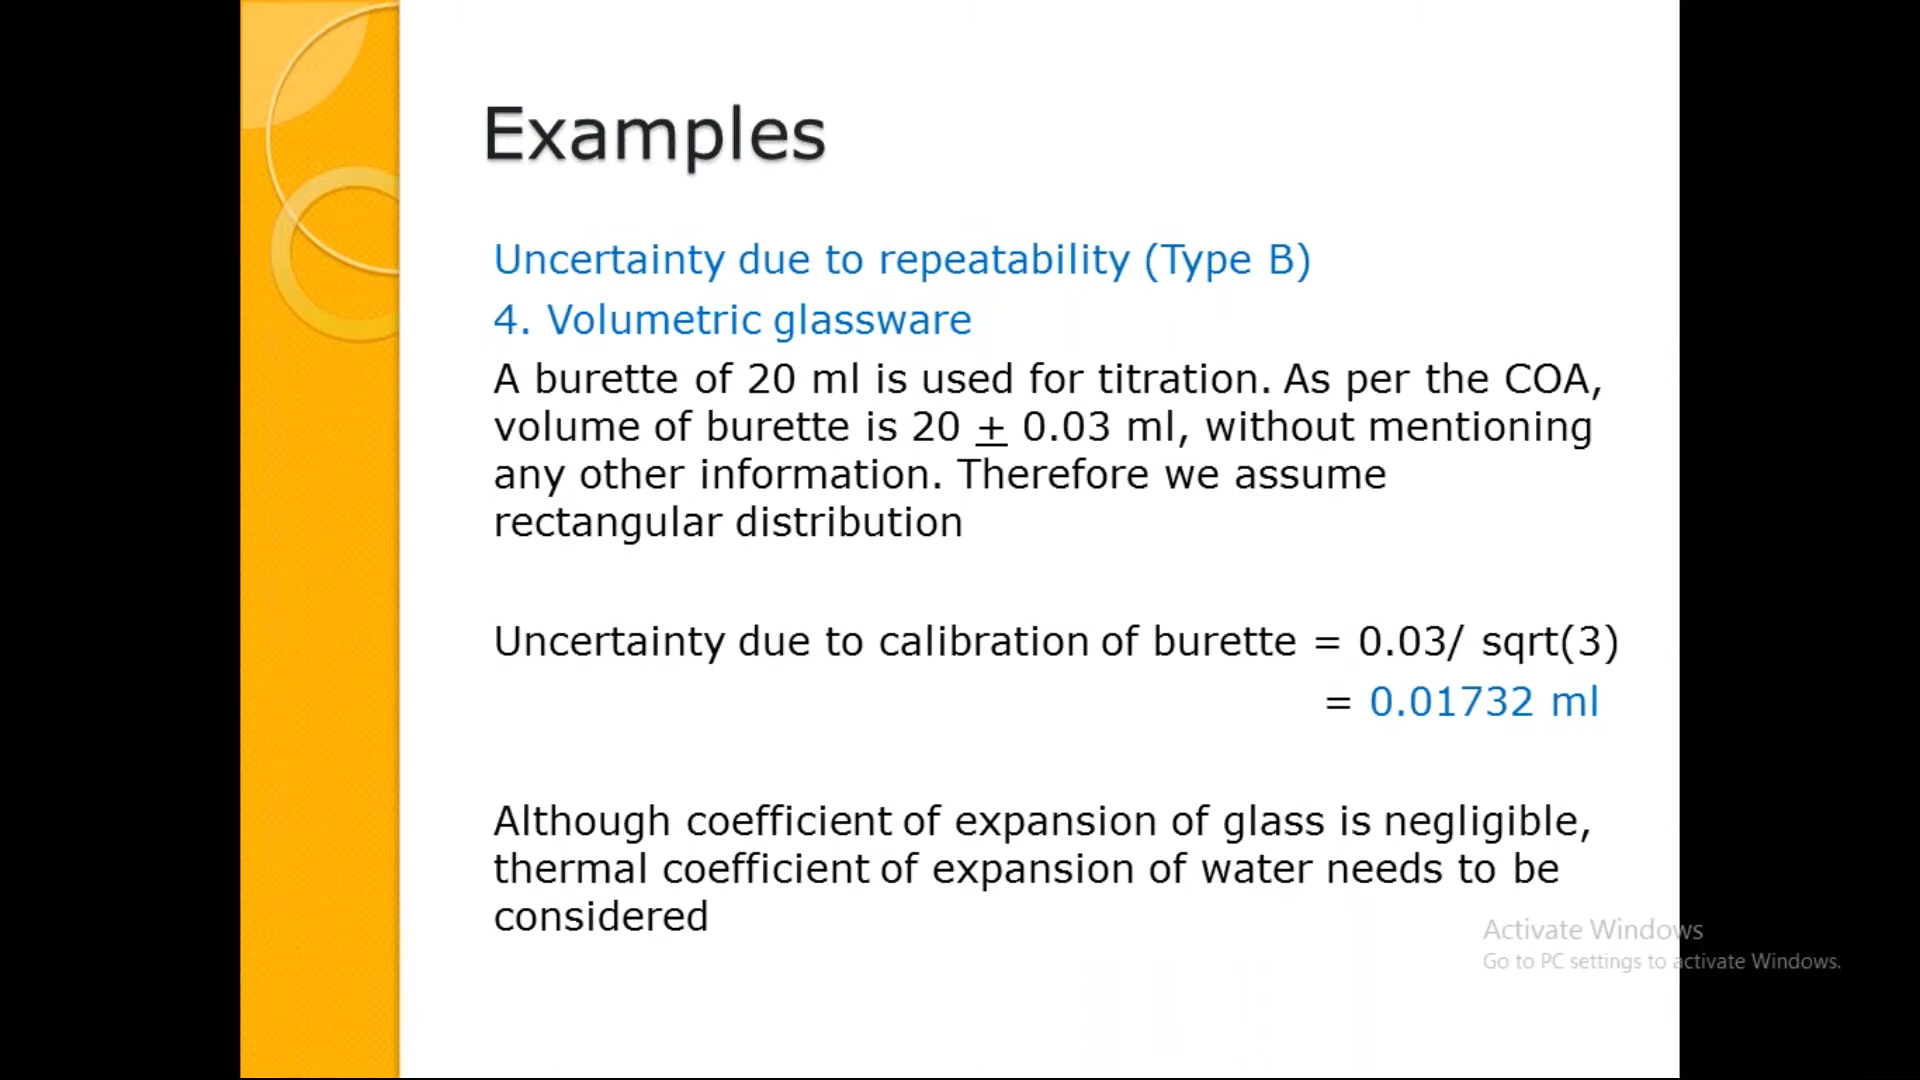 Examples
Uncertainty due to repeatability (Type B)
4. Volumetric glassware
A burette of 20 ml is used for titration. As per the COA,
volume of burette is 20 + 0.03 ml, without mentioning
any other information. Therefore we assume
rectangular distribution
Uncertainty due to calibration of burette = 0.03/ sqrt(3)
= 0.01732 ml
Although coefficient of expansion of glass is negligible,
thermal coefficient of expansion of water needs to be
considered
Activate Windows
Go to PC settings to activate Windows.